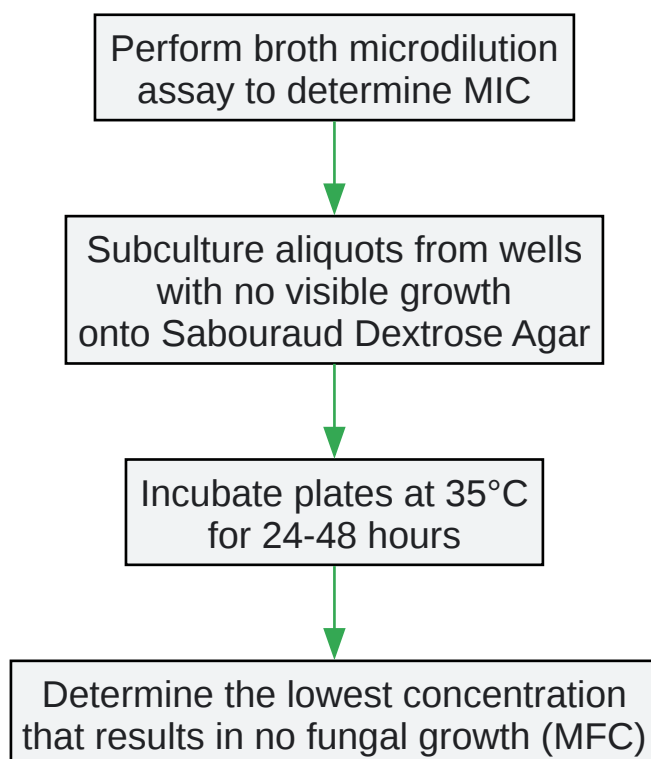 Perform broth microdilution
assay to determine MIC
Subculture aliquots from wells
with no visible growth
onto Sabouraud Dextrose Agar
Incubate plates at 35°C
for 24-48 hours
Determine the lowest concentration
that results in no fungal growth (MFC)